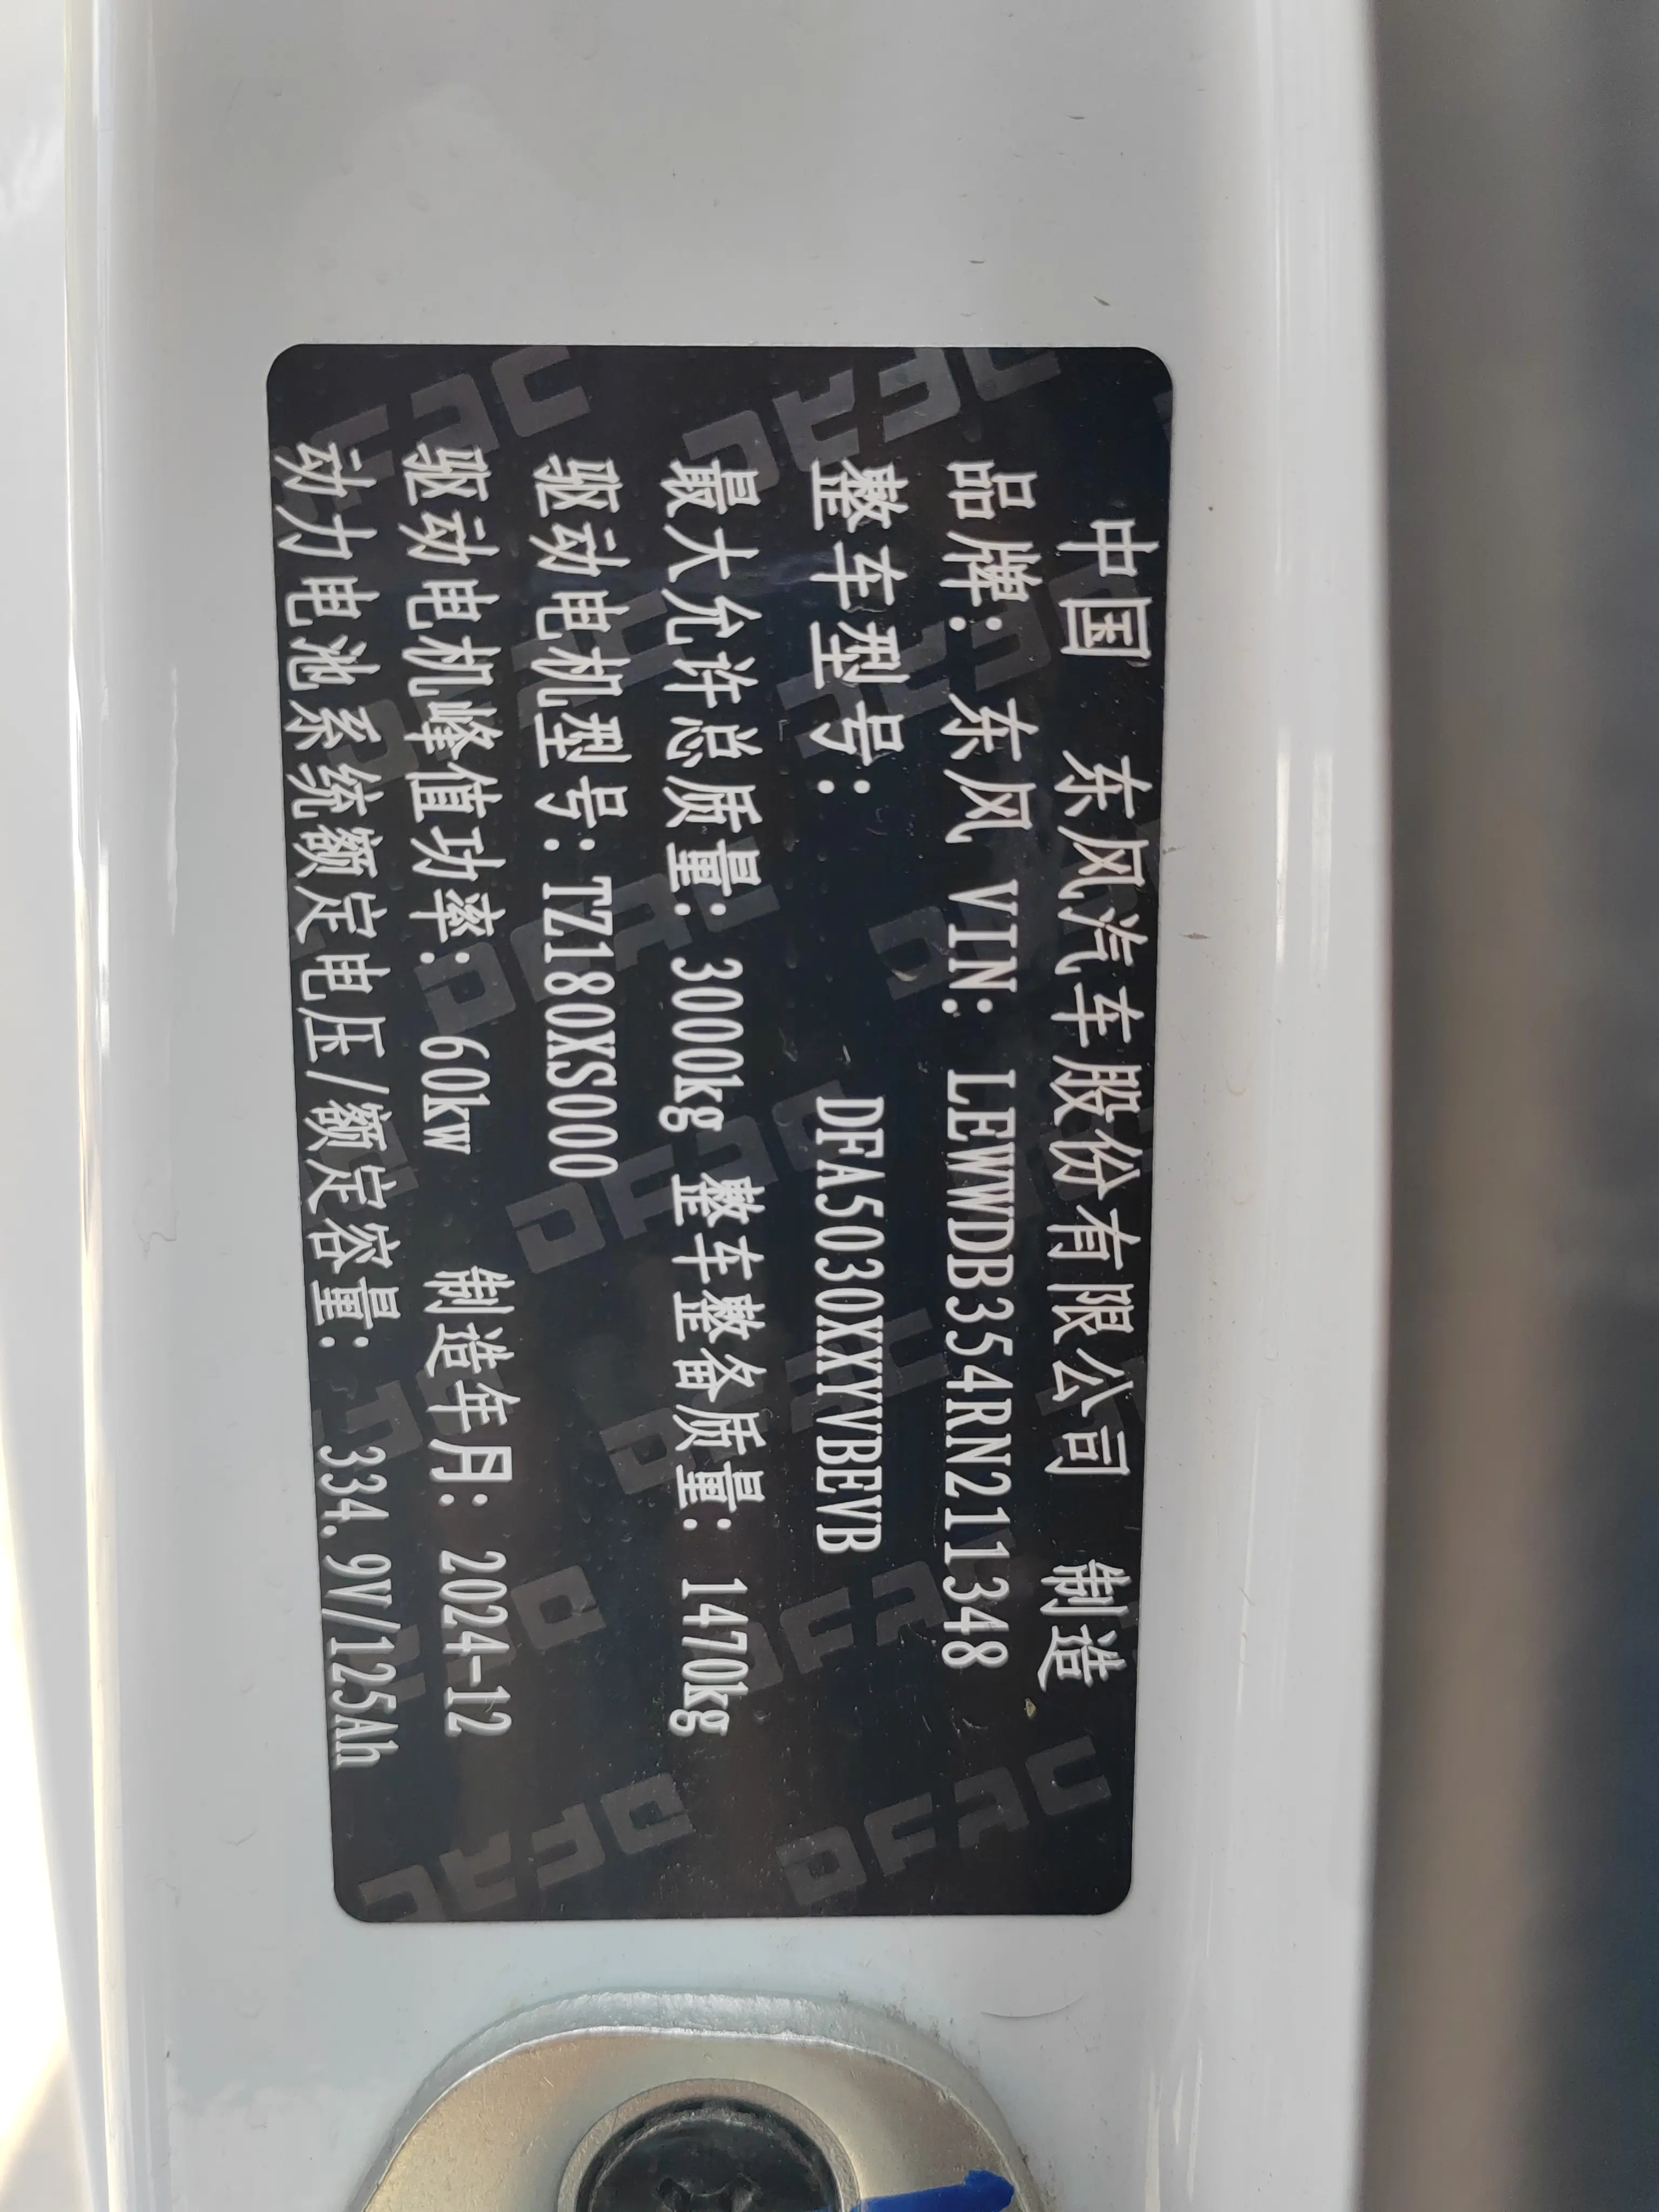 中国 东风汽车股份有限公司 制造
品牌: 东风 VIN: LEWWDB354RN211348
整车型号: DFA5030XXYVBEVB
最大允许总质量: 3000kg 整车整备质量: 1470kg
驱动电机型号: TZ180XS000
驱动电机峰值功率: 60kw 制造年月: 2024-12
动力电池系统额定电压/额定容量: 334.9V/125Ah